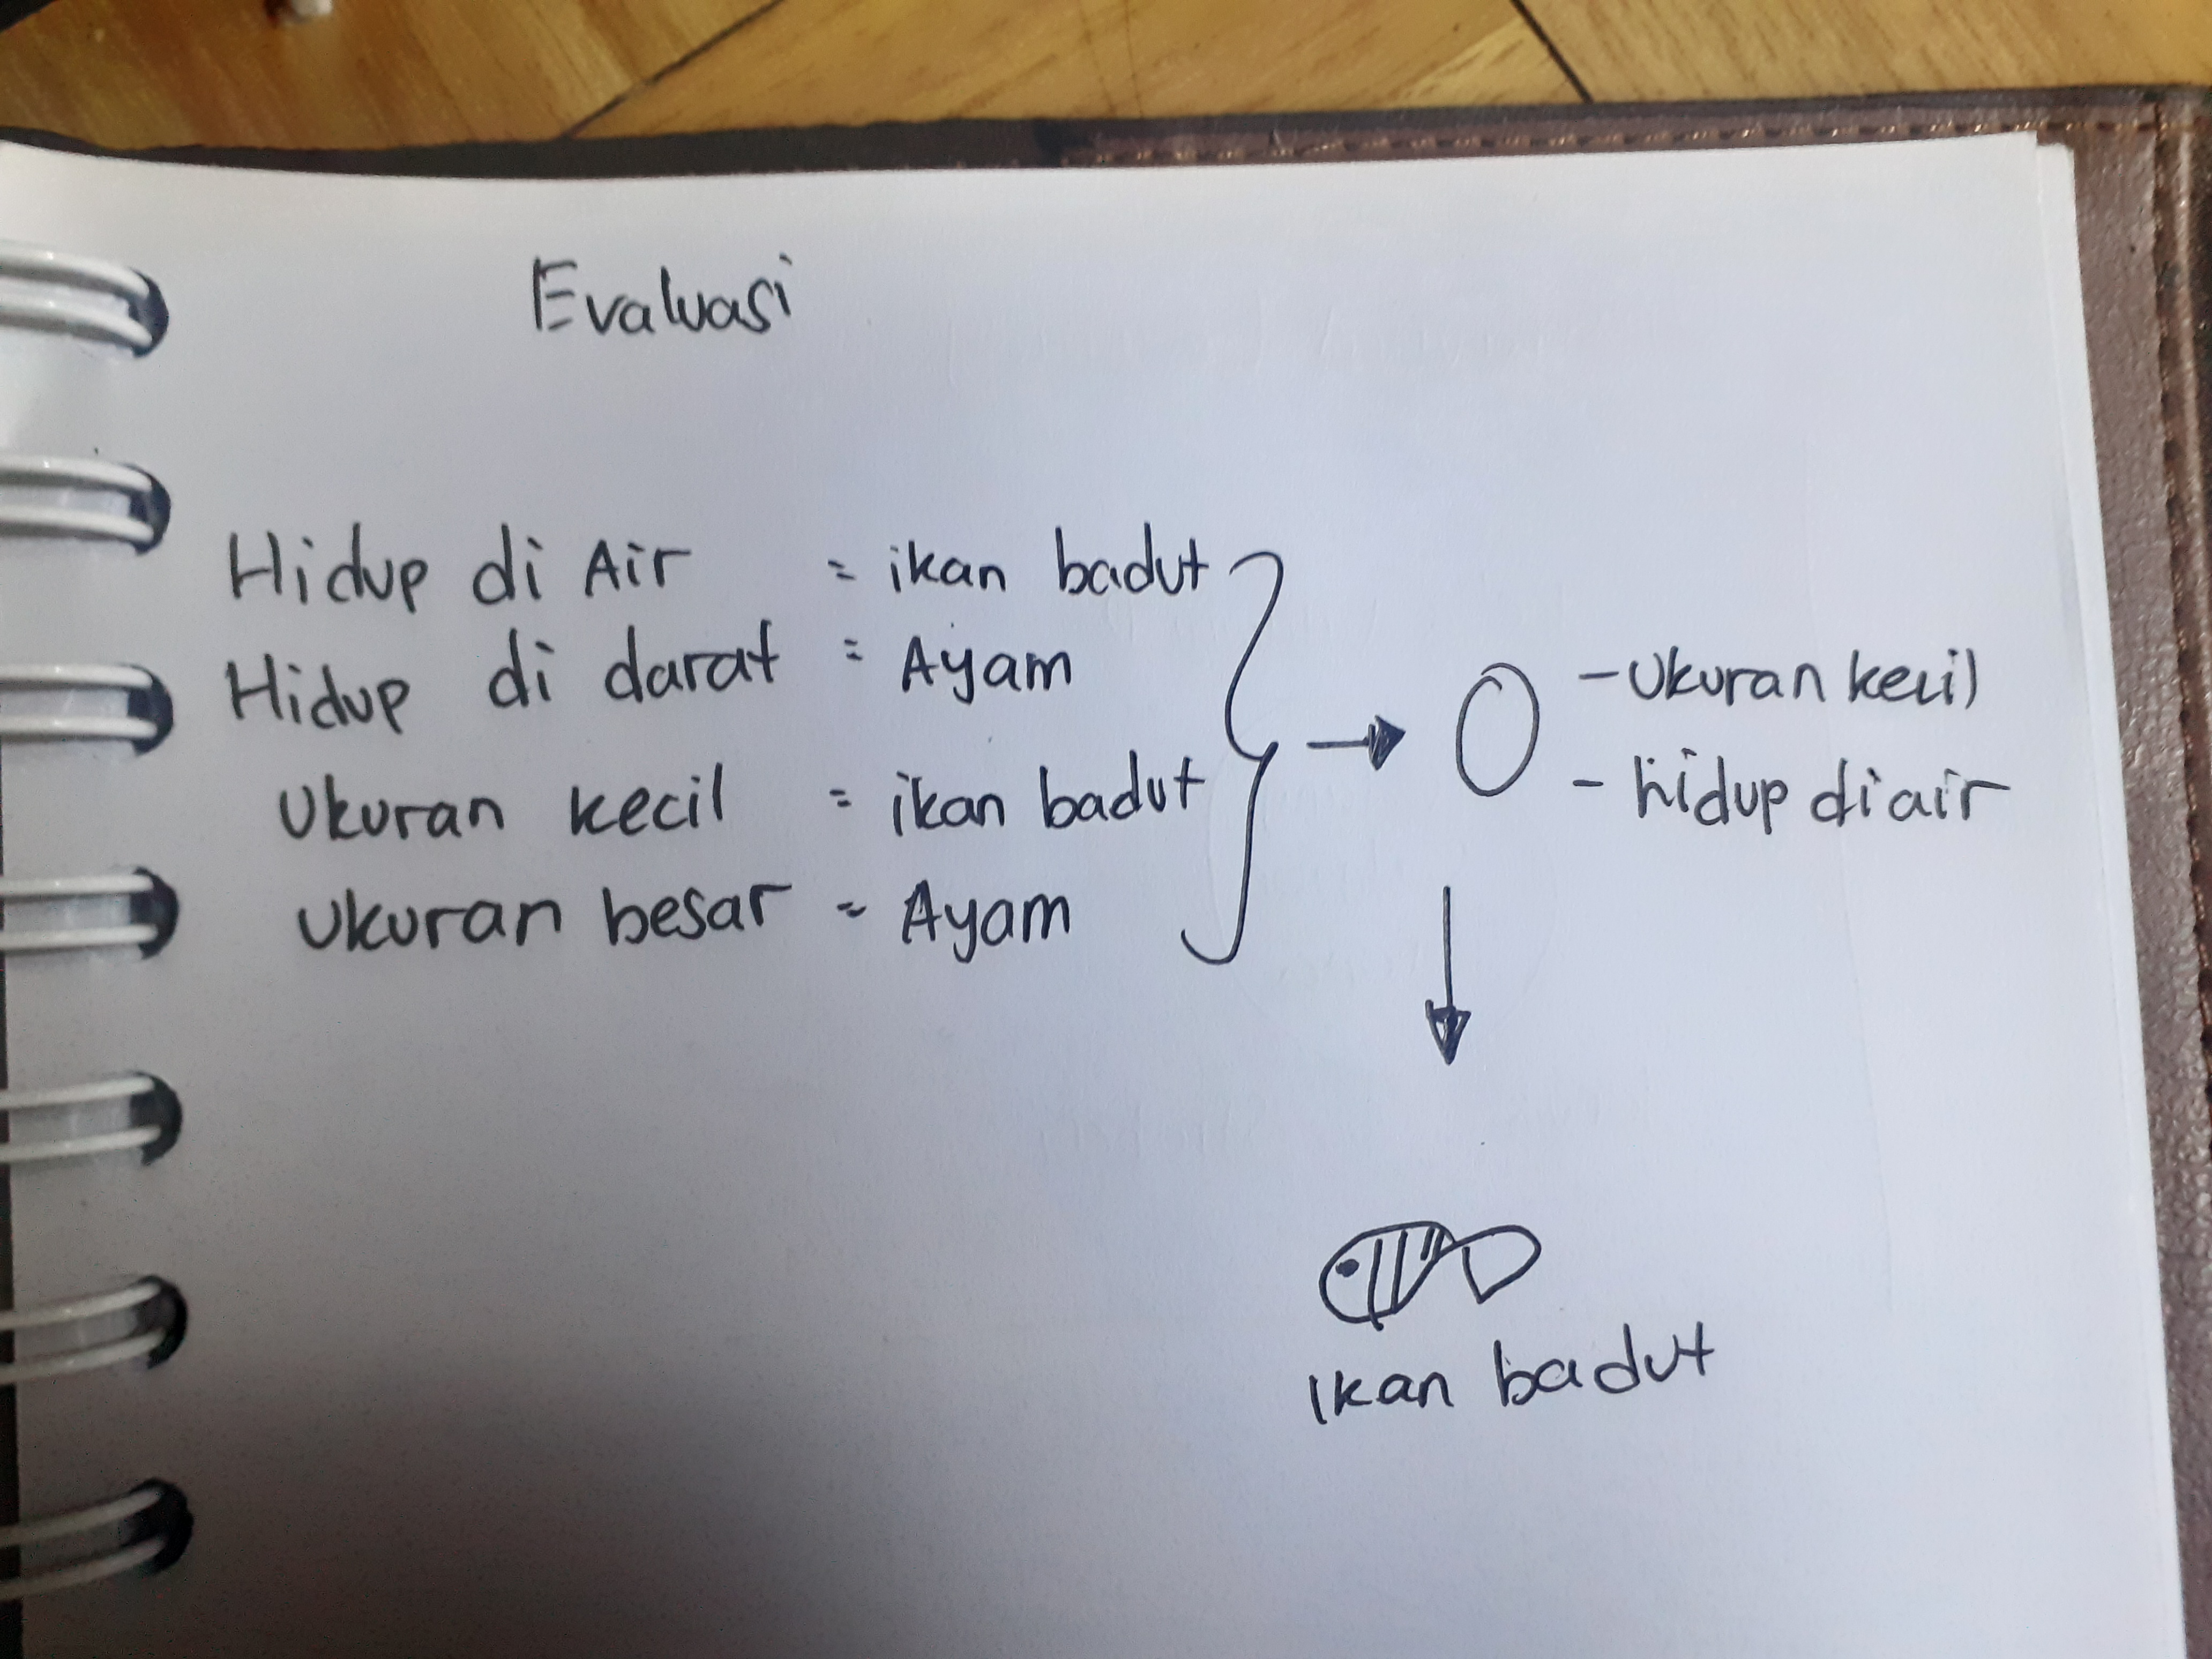 Evaluasi
Hidup di Air = ikan badut
Hidup di darat = Ayam
Ukuran kecil = ikan badut
Ukuran besar = Ayam
- Ukuran kecil
- hidup di air
Ikan badut